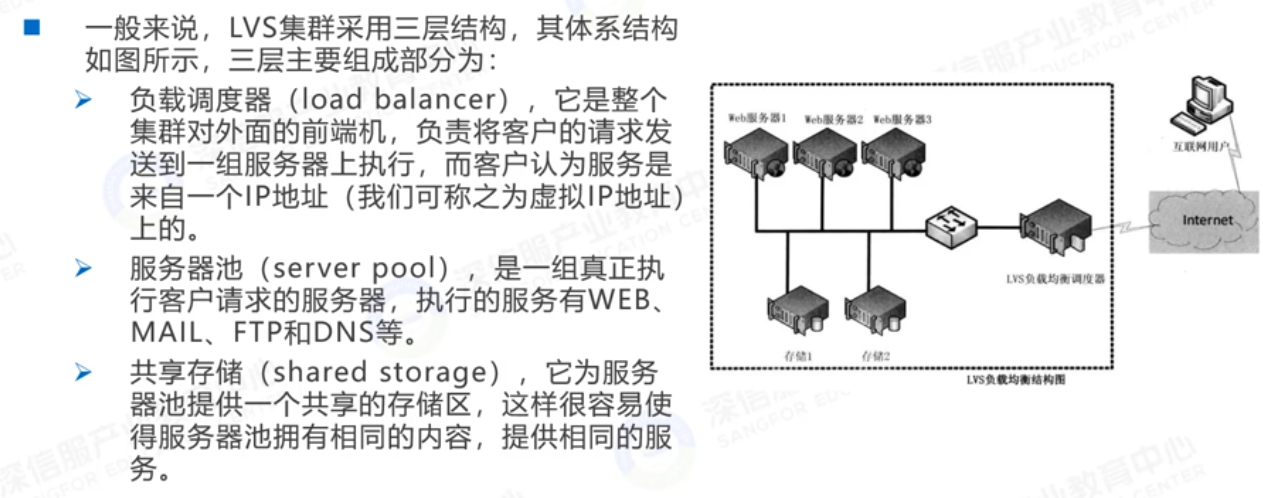 一般来说，LVS集群采用三层结构，其体系结构
如图所示，三层主要组成部分为：
负载调度器（load balancer），它是整个
集群对外面的前端机，负责将客户的请求发
送到一组服务器上执行，而客户认为服务是
来自一个IP地址（我们可称之为虚拟IP地址）
上的。
服务器池（server pool），是一组真正执
行客户请求的服务器，执行的服务有WEB、
MAIL、FTP和DNS等。
共享存储（shared storage），它为服务
器池提供一个共享的存储区，这样很容易使
得服务器池拥有相同的内容，提供相同的服
务。
Web服务器1
Web服务器2
Web服务器3
互联网用户
Internet
LVS负载均衡调度器
存储1
存储2
LVS负载均衡结构图
深信服产业教育中心
SANGFOR EDUCATION CENTER